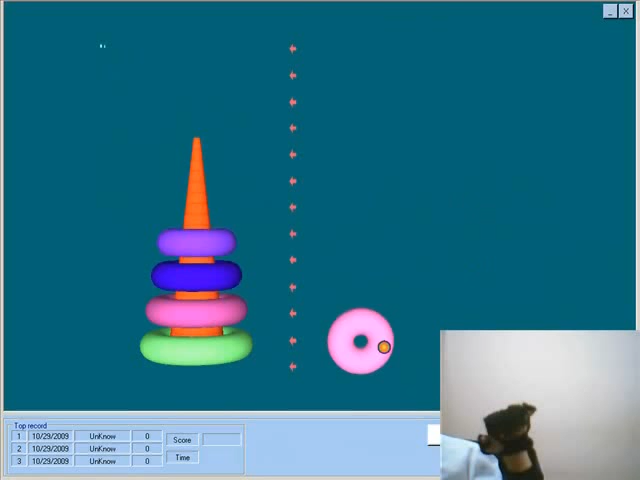 Top record
1 10/29/2009 UnKnow 0
2 10/29/2009 UnKnow 0
3 10/29/2009 UnKnow 0
Score
Time